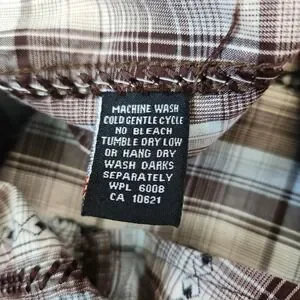 MACHINE WASH
COLD GENTLE CYCLE
NO BLEACH
TUMBLE DRY LOW
OR HANG DRY
WASH DARKS
SEPARATELY
WPL 6008
CA 10621